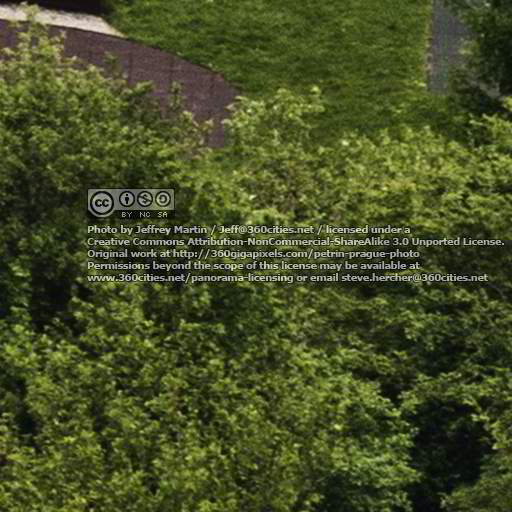 cc
BY NC SA
Photo by Jeffrey Martin / Jeff@360cities.net / licensed under a
Creative Commons Attribution-NonCommercial-ShareAlike 3.0 Unported License.
Original work at http://360gigapixels.com/petrin-prague-photo
Permissions beyond the scope of this license may be available at
www.360cities.net/panorama-licensing or email steve.hercher@360cities.net